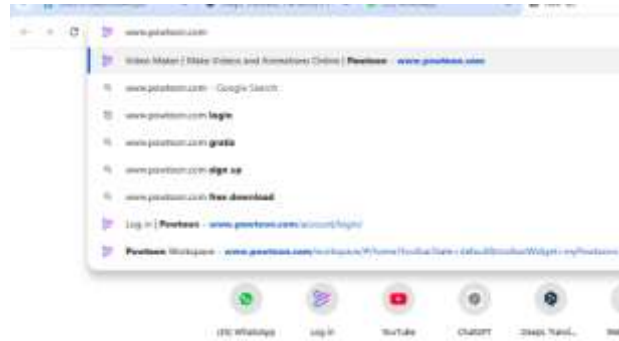 www.powtoon.com
Video Maker | Make Videos and Animations Online | Powtoon - www.powtoon.com
www.powtoon.com - Google Search
www.powtoon.com login
www.powtoon.com gratis
www.powtoon.com sign up
www.powtoon.com free download
Log in | Powtoon - www.powtoon.com/account/login/
Powtoon Workspace - www.powtoon.com/workspace/#/home
WhatsApp Log in YouTube ChatGPT DeepL